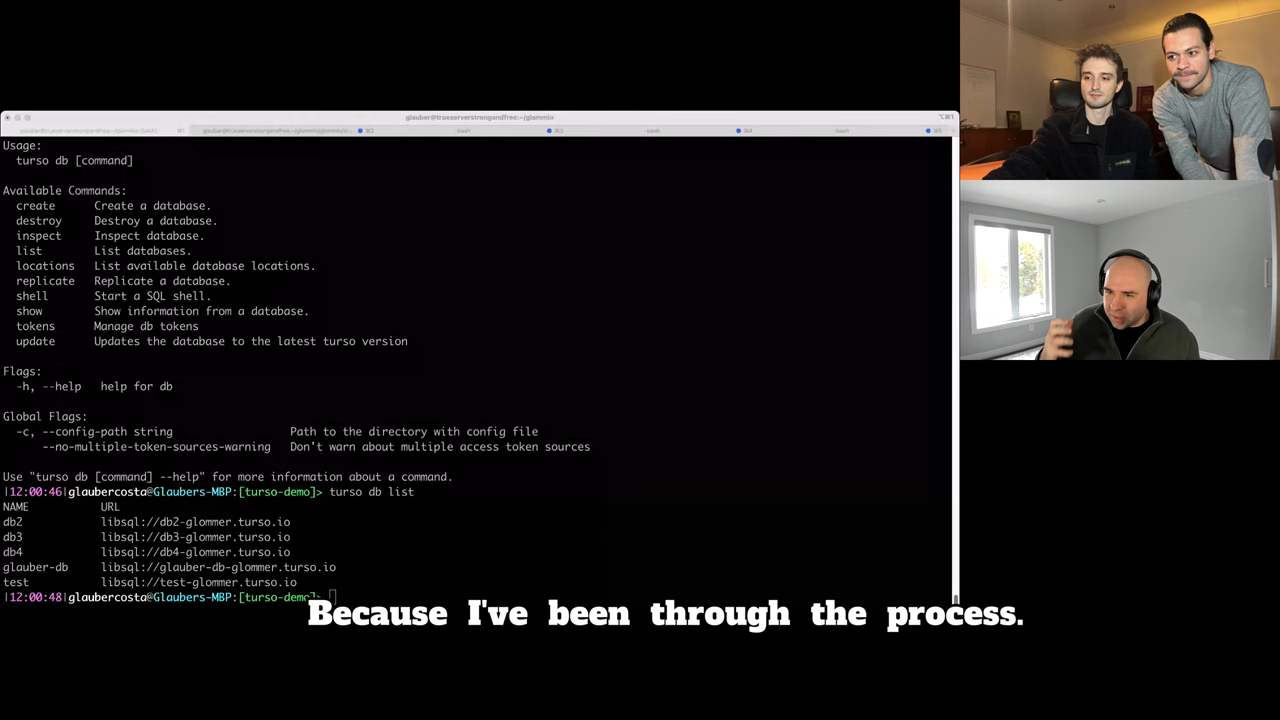 glauber@trueserverstrongandfree:~/glommio
-bash
-bash
-bash
Usage:
turso db [command]
Available Commands:
create Create a database.
destroy Destroy a database.
inspect Inspect database.
list List databases.
locations List available database locations.
replicate Replicate a database.
shell Start a SQL shell.
show Show information from a database.
tokens Manage db tokens
update Updates the database to the latest turso version
Flags:
-h, --help help for db
Global Flags:
-c, --config-path string Path to the directory with config file
--no-multiple-token-sources-warning Don't warn about multiple access token sources
Use "turso db [command] --help" for more information about a command.
|12:00:46|glaubercosta@Glaubers-MBP:[turso-demo]> turso db list
NAME URL
db2 libsql://db2-glommer.turso.io
db3 libsql://db3-glommer.turso.io
db4 libsql://db4-glommer.turso.io
glauber-db libsql://glauber-db-glommer.turso.io
test libsql://test-glommer.turso.io
|12:00:48|glaubercosta@Glaubers-MBP:[turso-demo]>
Because I've been through the process.